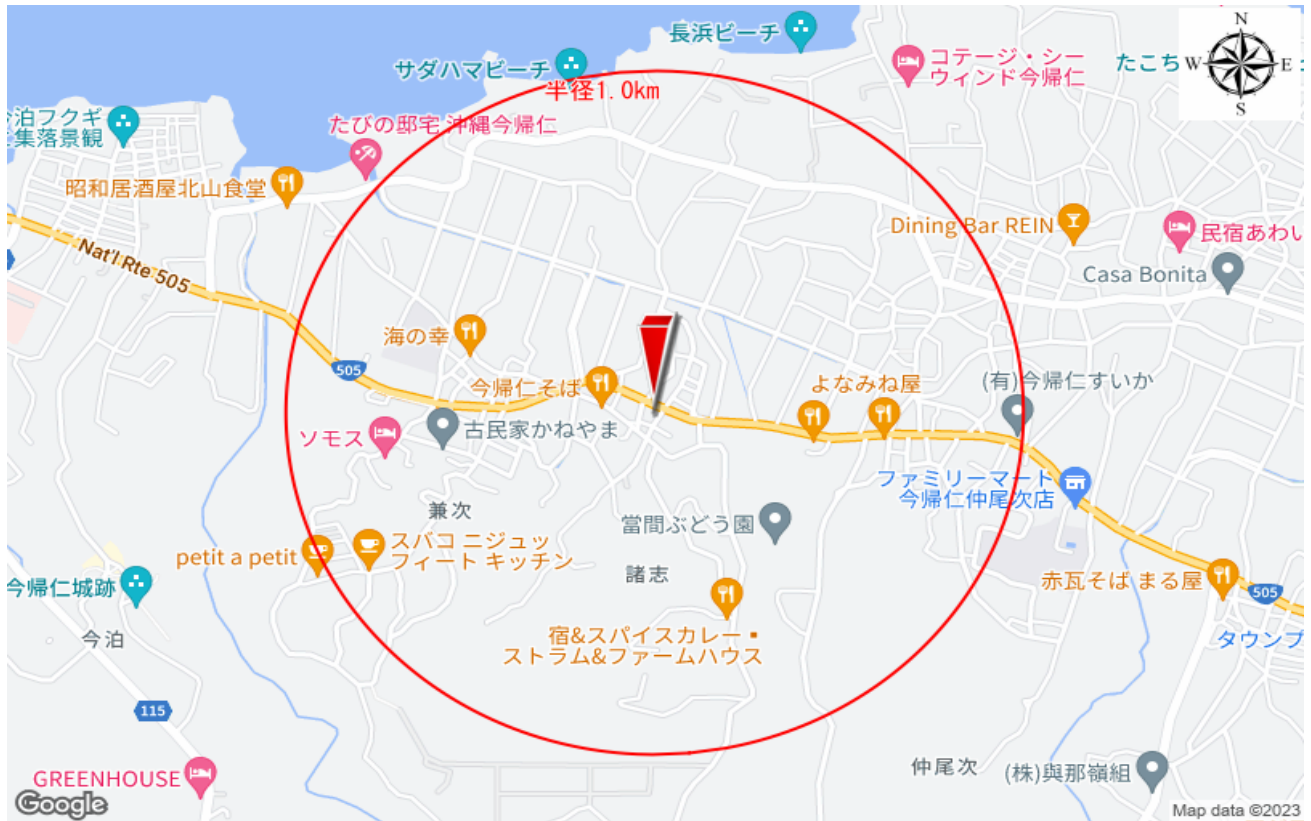 N
W
E
S
長浜ビーチ
コテージ・シー
ウィンド今帰仁
たこち
サダハマビーチ
半径1.0km
泊フクギ
集落景観
たびの邸宅 沖縄今帰仁
昭和居酒屋北山食堂
Dining Bar REIN
民宿あわい
Nat'l Rte 505
Casa Bonita
海の幸
505
今帰仁そば
よなみね屋
(有)今帰仁すいか
ソモス
古民家かねやま
ファミリーマート
今帰仁仲尾次店
兼次
當間ぶどう園
petit a petit
スバコ ニジュッ
フィート キッチン
諸志
今帰仁城跡
赤瓦そば まる屋
505
今泊
宿&スパイスカレー・
ストラム&ファームハウス
タウンプ
115
仲尾次
(株)與那嶺組
GREENHOUSE
Google
Map data ©2023